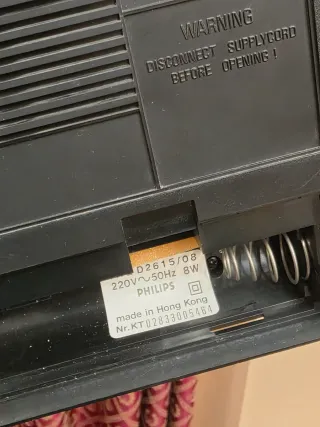 WARNING
DISCONNECT SUPPLYCORD
BEFORE OPENING !
D2615/08
220V~50Hz 8W
PHILIPS
made in Hong Kong
Nr.KT02833005464